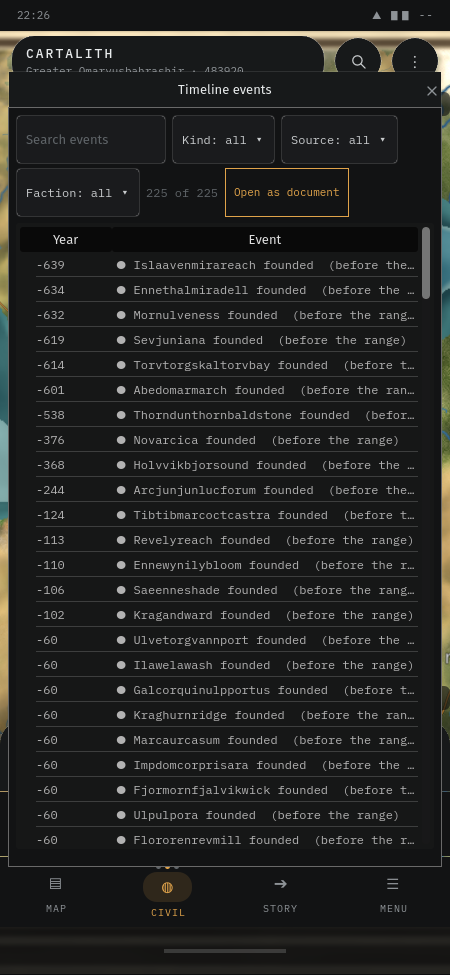 22:26
CARTALITH
Greater Omaryushahrashir · 483920
Timeline events
Search events
Kind: all
Source: all
Faction: all
225 of 225
Open as document
Year Event
-639 Islaavenmirareach founded (before the…
-634 Ennethalmiradell founded (before the…
-632 Mornulveness founded (before the rang…
-619 Sevjuniana founded (before the range)
-614 Torvtorgskaltorvbay founded (before t…
-601 Abedomarmarch founded (before the ran…
-538 Thorndunthornbaldstone founded (befor…
-376 Novarcica founded (before the range)
-368 Holvvikbjorsound founded (before the …
-244 Arcjunjunlucforum founded (before the…
-124 Tibtibmarcoctcastra founded (before t…
-113 Revelyreach founded (before the range)
-110 Ennewynilybloom founded (before the r…
-106 Saeenneshade founded (before the rang…
-102 Kragandward founded (before the range)
-60 Ulvetorgvannport founded (before the …
-60 Ilawelawash founded (before the range)
-60 Galcorquinulpportus founded (before t…
-60 Kraghurnridge founded (before the ran…
-60 Marcaurcasum founded (before the rang…
-60 Impdomcorprisara founded (before the …
-60 Fjormornfjalvikwick founded (before t…
-60 Ulpulpora founded (before the range)
-60 Flororenrevmill founded (before the r…
MAP
CIVIL
STORY
MENU